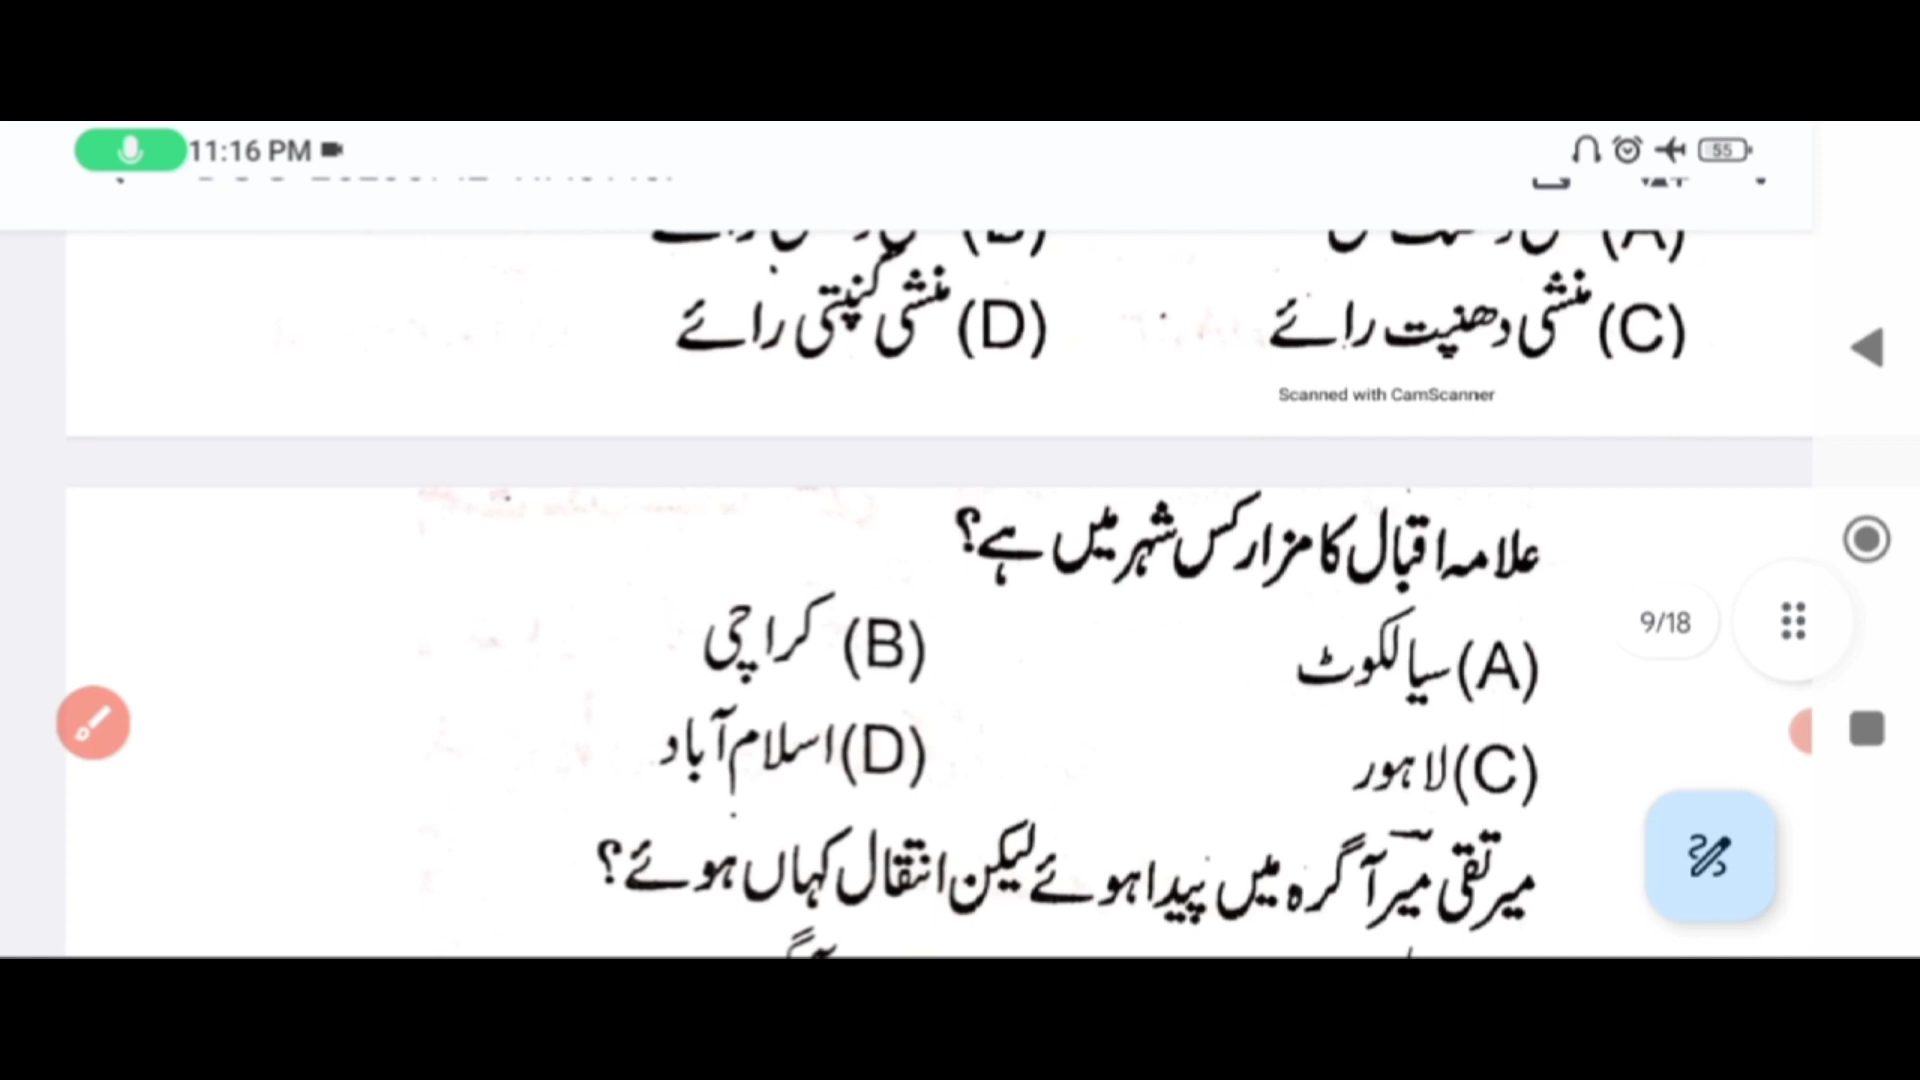 11:16 PM
55
(C) منشی دھنپت رائے (D) منشی گنپتی رائے
Scanned with CamScanner
علامہ اقبال کا مزار کس شہر میں ہے؟
(A) سیالکوٹ (B) کراچی
9/18
(C) لاہور (D) اسلام آباد
میر تقی میر آگرہ میں پیدا ہوئے لیکن انتقال کہاں ہوئے؟